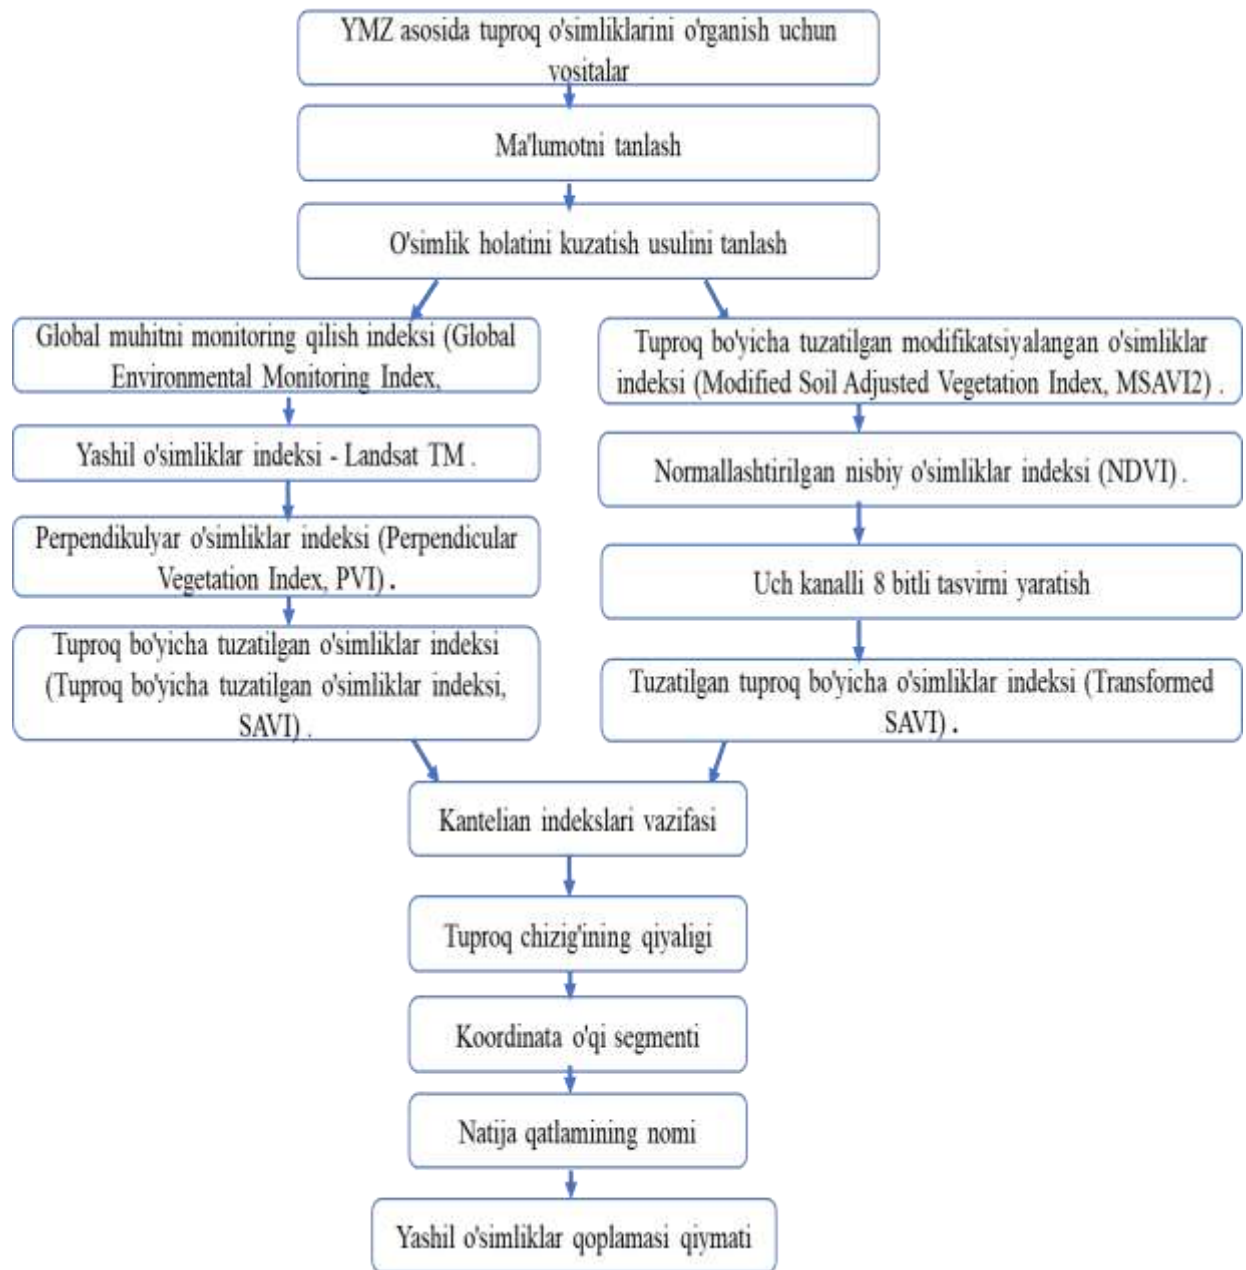 YMZ asosida tuproq o'simliklarini o'rganish uchun
vositalar
Ma'lumotni tanlash
O'simlik holatini kuzatish usulini tanlash
Global muhitni monitoring qilish indeksi (Global
Environmental Monitoring Index,
Yashil o'simliklar indeksi - Landsat TM .
Perpendikulyar o'simliklar indeksi (Perpendicular
Vegetation Index, PVI) .
Tuproq bo'yicha tuzatilgan o'simliklar indeksi
(Tuproq bo'yicha tuzatilgan o'simliklar indeksi,
SAVI) .
Tuproq bo'yicha tuzatilgan modifikatsiyalangan o'simliklar
indeksi (Modified Soil Adjusted Vegetation Index, MSAVI2) .
Normallashtirilgan nisbiy o'simliklar indeksi (NDVI) .
Uch kanalli 8 bitli tasvirni yaratish
Tuzatilgan tuproq bo'yicha o'simliklar indeksi (Transformed
SAVI) .
Kantelian indekslari vazifasi
Tuproq chizig'ining qiyaligi
Koordinata o'qi segmenti
Natija qatlamining nomi
Yashil o'simliklar qoplamasi qiymati